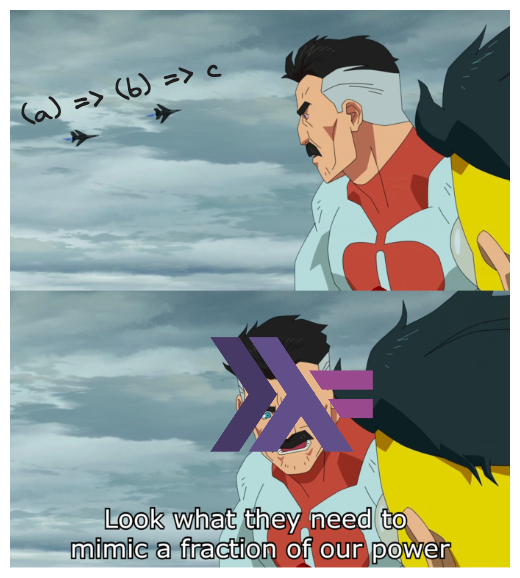 (a) => (b) => c
Look what they need to
mimic a fraction of our power